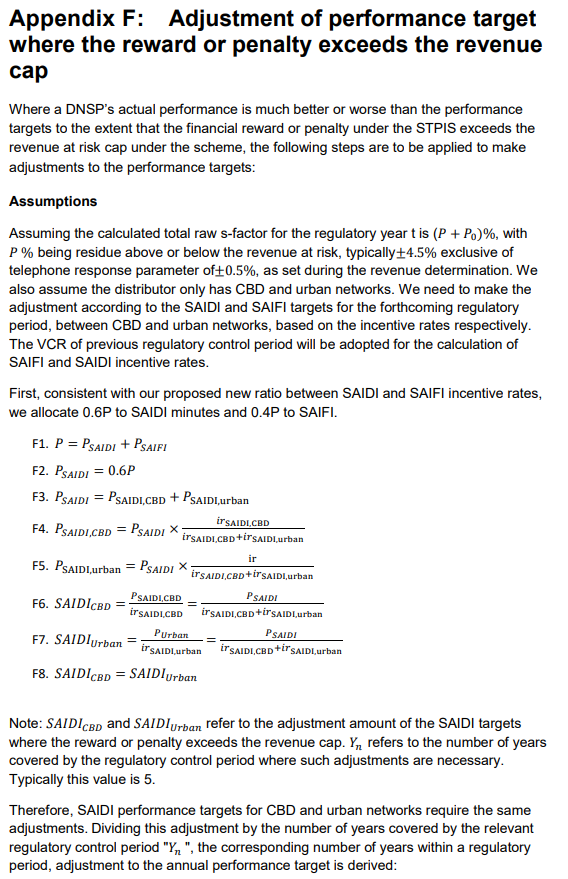 Appendix F: Adjustment of performance target
where the reward or penalty exceeds the revenue
cap
Where a DNSP's actual performance is much better or worse than the performance
targets to the extent that the financial reward or penalty under the STPIS exceeds the
revenue at risk cap under the scheme, the following steps are to be applied to make
adjustments to the performance targets:
Assumptions
Assuming the calculated total raw s-factor for the regulatory year t is (P + P₀)%, with
P % being residue above or below the revenue at risk, typically±4.5% exclusive of
telephone response parameter of±0.5%, as set during the revenue determination. We
also assume the distributor only has CBD and urban networks. We need to make the
adjustment according to the SAIDI and SAIFI targets for the forthcoming regulatory
period, between CBD and urban networks, based on the incentive rates respectively.
The VCR of previous regulatory control period will be adopted for the calculation of
SAIFI and SAIDI incentive rates.
First, consistent with our proposed new ratio between SAIDI and SAIFI incentive rates,
we allocate 0.6P to SAIDI minutes and 0.4P to SAIFI.
F1. P = P_SAIDI + P_SAIFI
F2. P_SAIDI = 0.6P
F3. P_SAIDI = P_SAIDI,CBD + P_SAIDI,urban
F4. P_SAIDI,CBD = P_SAIDI × ir_SAIDI,CBD / (ir_SAIDI,CBD+ir_SAIDI,urban)
F5. P_SAIDI,urban = P_SAIDI × ir / (ir_SAIDI,CBD+ir_SAIDI,urban)
F6. SAIDI_CBD = P_SAIDI,CBD / ir_SAIDI,CBD = P_SAIDI / (ir_SAIDI,CBD+ir_SAIDI,urban)
F7. SAIDI_Urban = P_Urban / ir_SAIDI,urban = P_SAIDI / (ir_SAIDI,CBD+ir_SAIDI,urban)
F8. SAIDI_CBD = SAIDI_Urban
Note: SAIDI_CBD and SAIDI_Urban refer to the adjustment amount of the SAIDI targets
where the reward or penalty exceeds the revenue cap. Y_n refers to the number of years
covered by the regulatory control period where such adjustments are necessary.
Typically this value is 5.
Therefore, SAIDI performance targets for CBD and urban networks require the same
adjustments. Dividing this adjustment by the number of years covered by the relevant
regulatory control period "Y_n ", the corresponding number of years within a regulatory
period, adjustment to the annual performance target is derived: